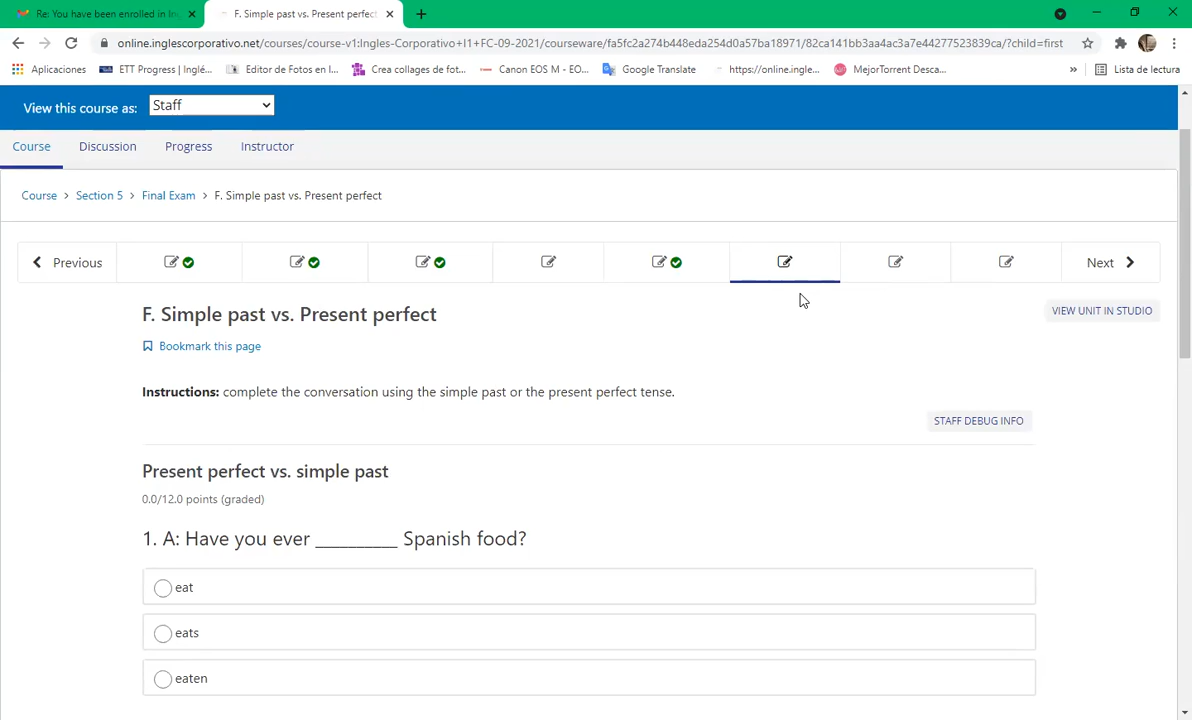 Re: You have been enrolled in In
F. Simple past vs. Present perfect
online.inglescorporativo.net/courses/course-v1:Ingles-Corporativo+I1+FC-09-2021/courseware/fa5fc2a274b448eda254d0a57ba18971/82ca141bb3aa4c3a7e44277523839ca/?child=first
Aplicaciones ETT Progress | Inglé... Editor de Fotos en l... Crea collages de fot... Canon EOS M - EO... Google Translate https://online.ingle... MejorTorrent Desca... » Lista de lectura
View this course as: Staff
Course Discussion Progress Instructor
Course > Section 5 > Final Exam > F. Simple past vs. Present perfect
Previous Next
F. Simple past vs. Present perfect
VIEW UNIT IN STUDIO
Bookmark this page
Instructions: complete the conversation using the simple past or the present perfect tense.
STAFF DEBUG INFO
Present perfect vs. simple past
0.0/12.0 points (graded)
1. A: Have you ever _________ Spanish food?
eat
eats
eaten